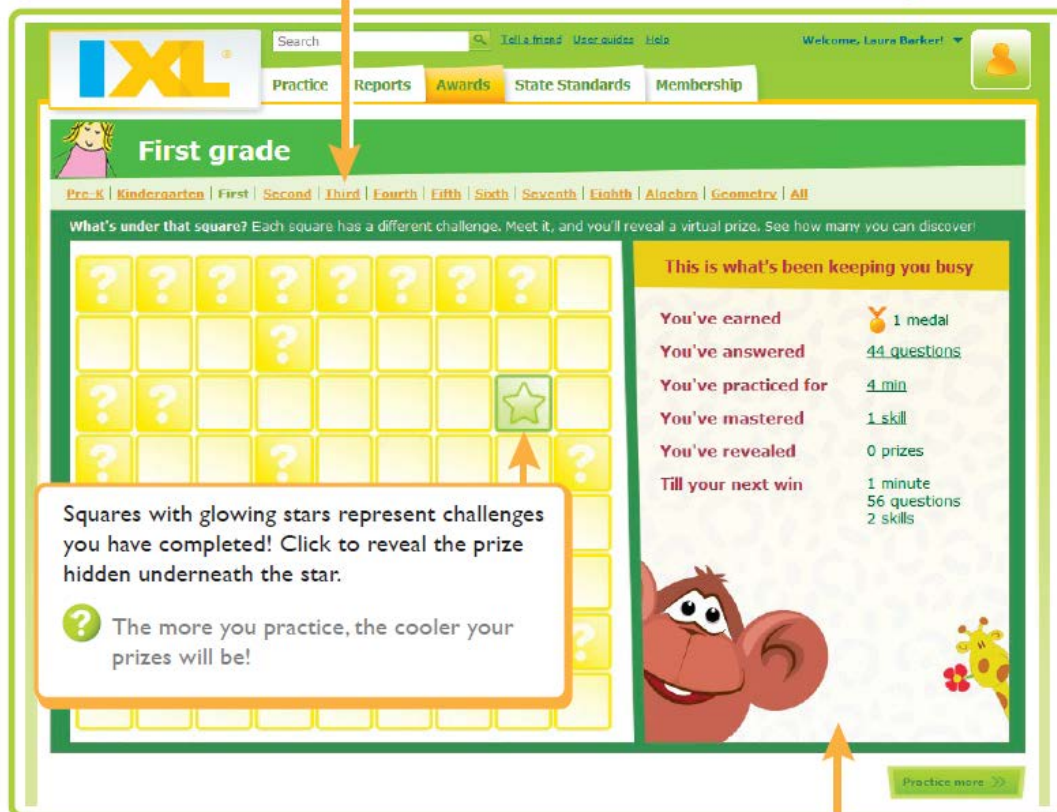 IXL®
Search
Tell a friend User guides Help
Welcome, Laura Barker!
Practice Reports Awards State Standards Membership
First grade
Pre-K | Kindergarten | First | Second | Third | Fourth | Fifth | Sixth | Seventh | Eighth | Algebra | Geometry | All
What's under that square? Each square has a different challenge. Meet it, and you'll reveal a virtual prize. See how many you can discover!
? ? ? ? ? ? ? ?
?
? ?
? ? ?
?
This is what's been keeping you busy
You've earned 1 medal
You've answered 44 questions
You've practiced for 4 min
You've mastered 1 skill
You've revealed 0 prizes
Till your next win 1 minute
56 questions
2 skills
Squares with glowing stars represent challenges
you have completed! Click to reveal the prize
hidden underneath the star.
? The more you practice, the cooler your
prizes will be!
Practice more >>